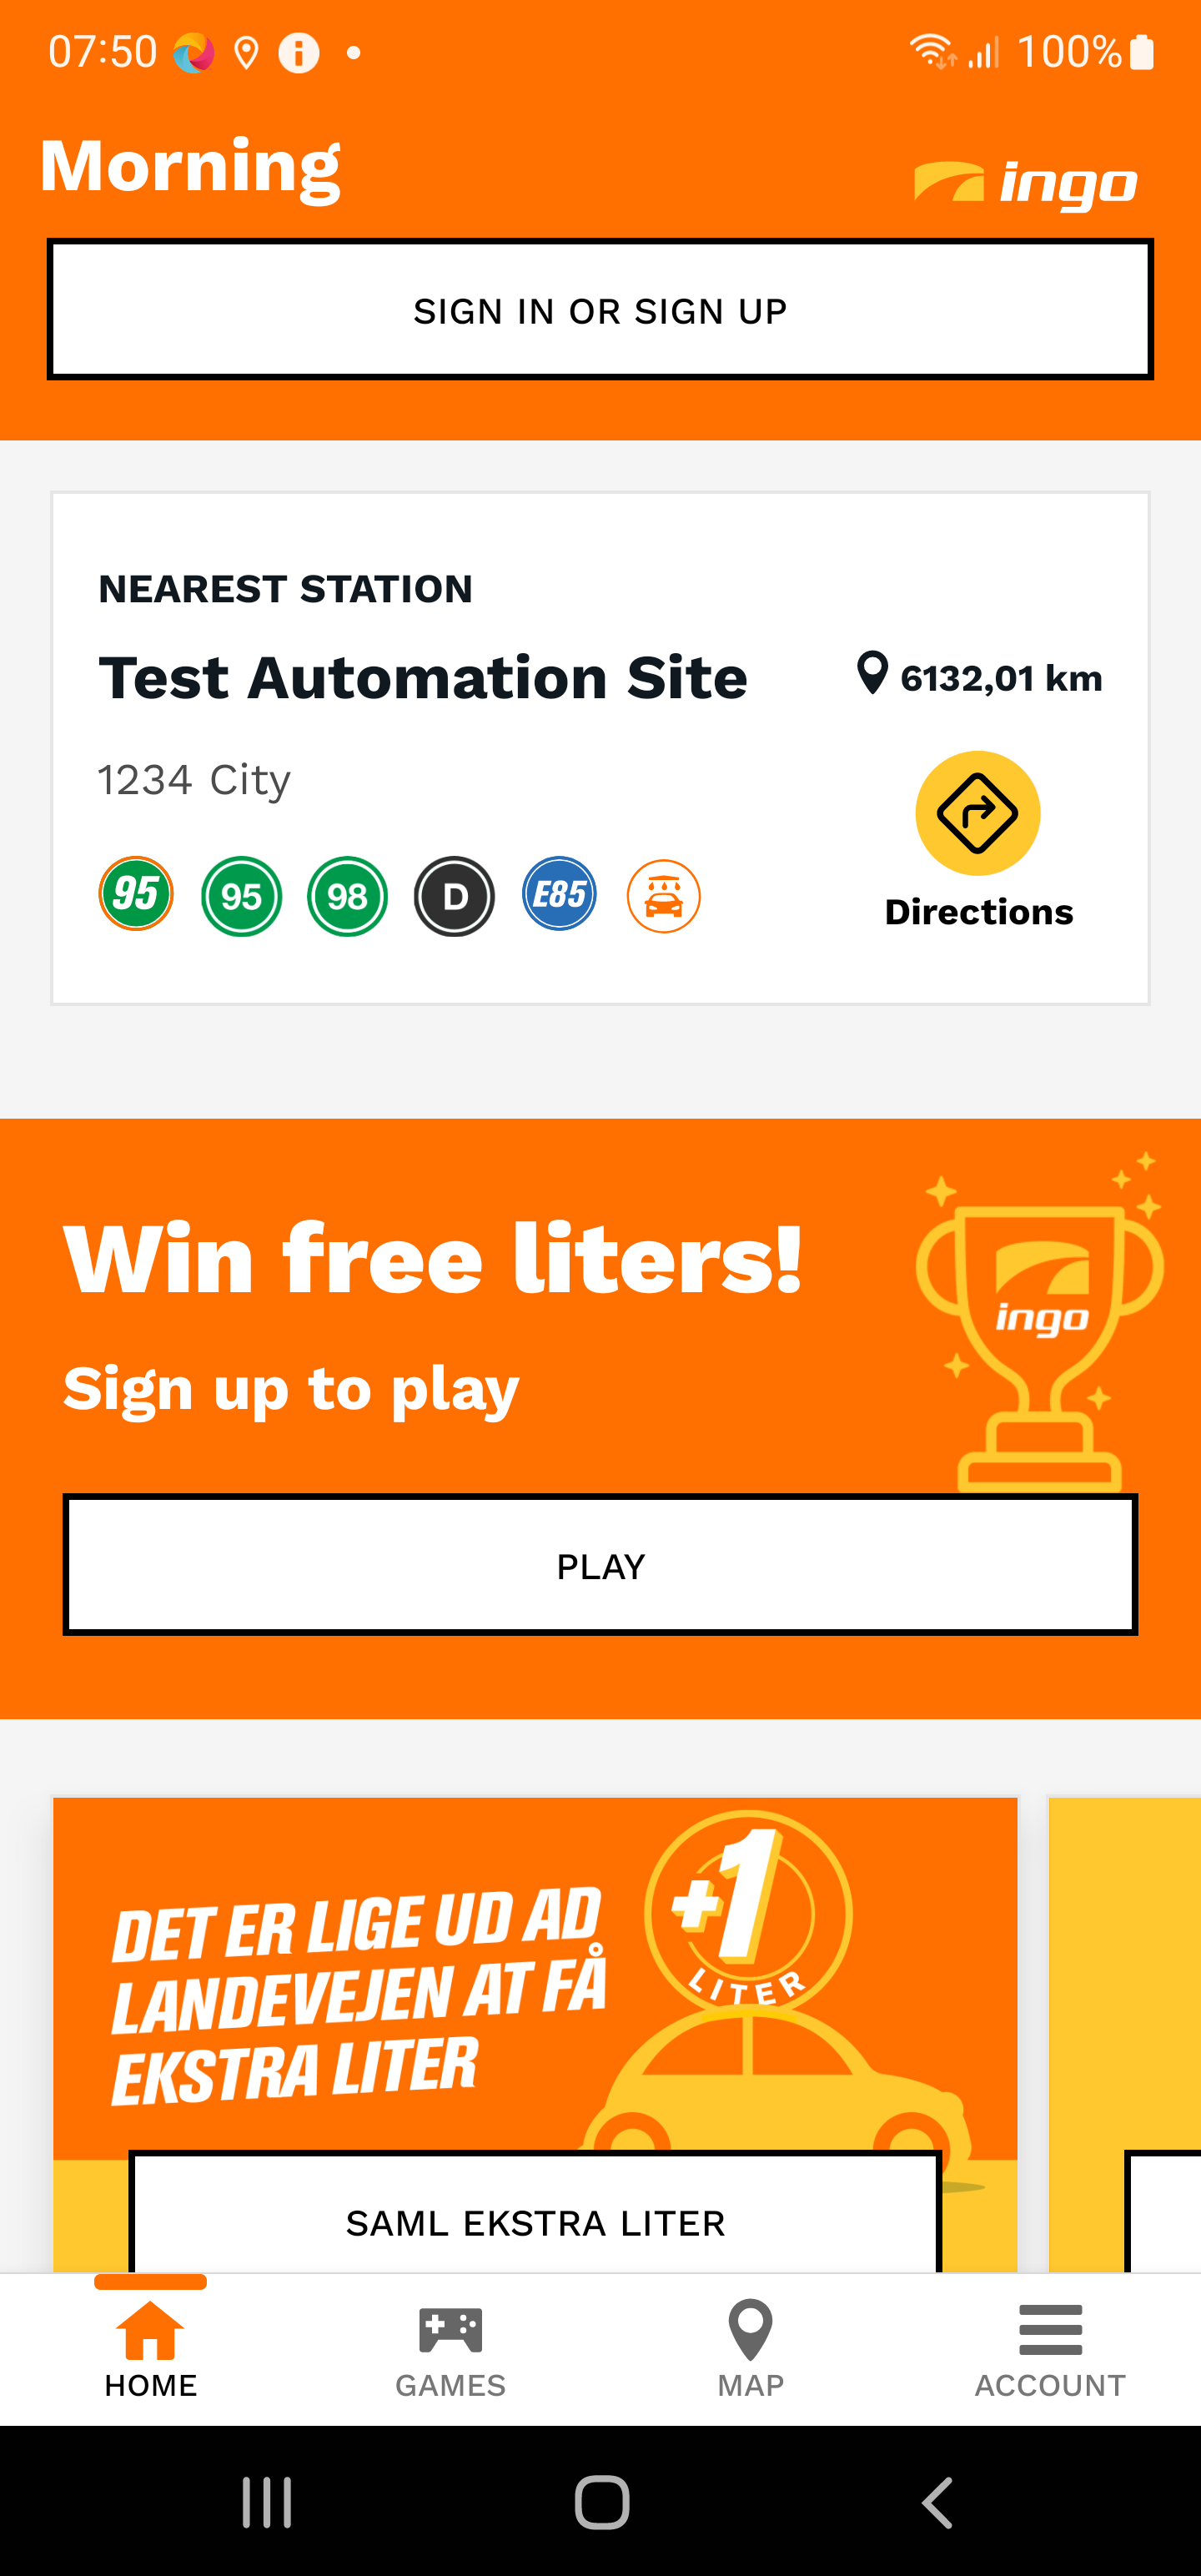 07:50
100%
Morning
ingo
SIGN IN OR SIGN UP
NEAREST STATION
Test Automation Site
6132,01 km
1234 City
95
95
98
D
E85
Directions
Win free liters!
ingo
Sign up to play
PLAY
+1
LITER
DET ER LIGE UD AD
LANDEVEJEN AT FÅ
EKSTRA LITER
SAML EKSTRA LITER
HOME
GAMES
MAP
ACCOUNT